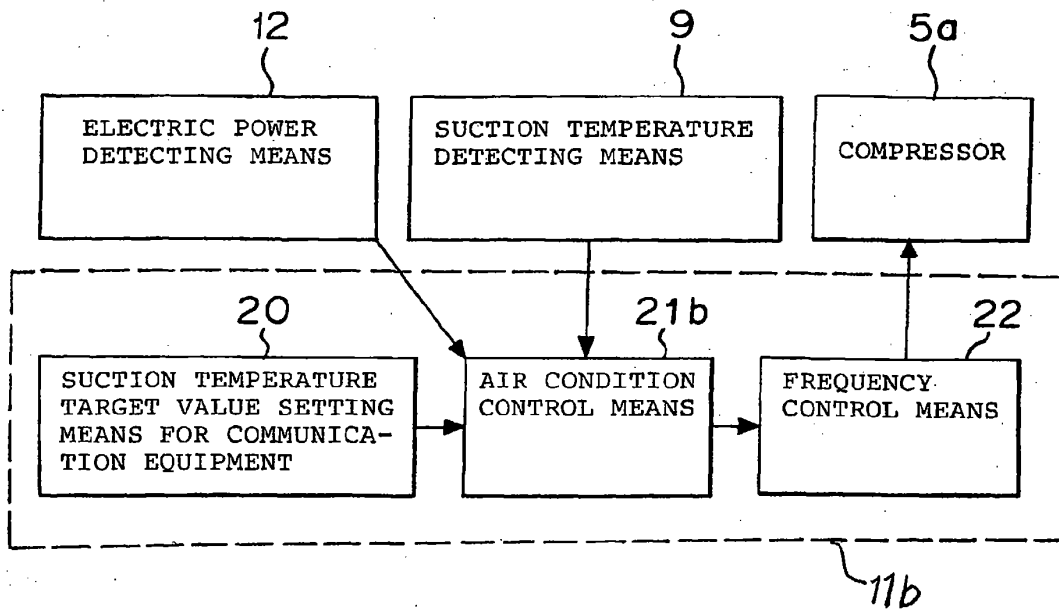 12
9
5a
ELECTRIC POWER
DETECTING MEANS
SUCTION TEMPERATURE
DETECTING MEANS
COMPRESSOR
20
21b
22
SUCTION TEMPERATURE
TARGET VALUE SETTING
MEANS FOR COMMUNICA-
TION EQUIPMENT
AIR CONDITION
CONTROL MEANS
FREQUENCY
CONTROL MEANS
11b